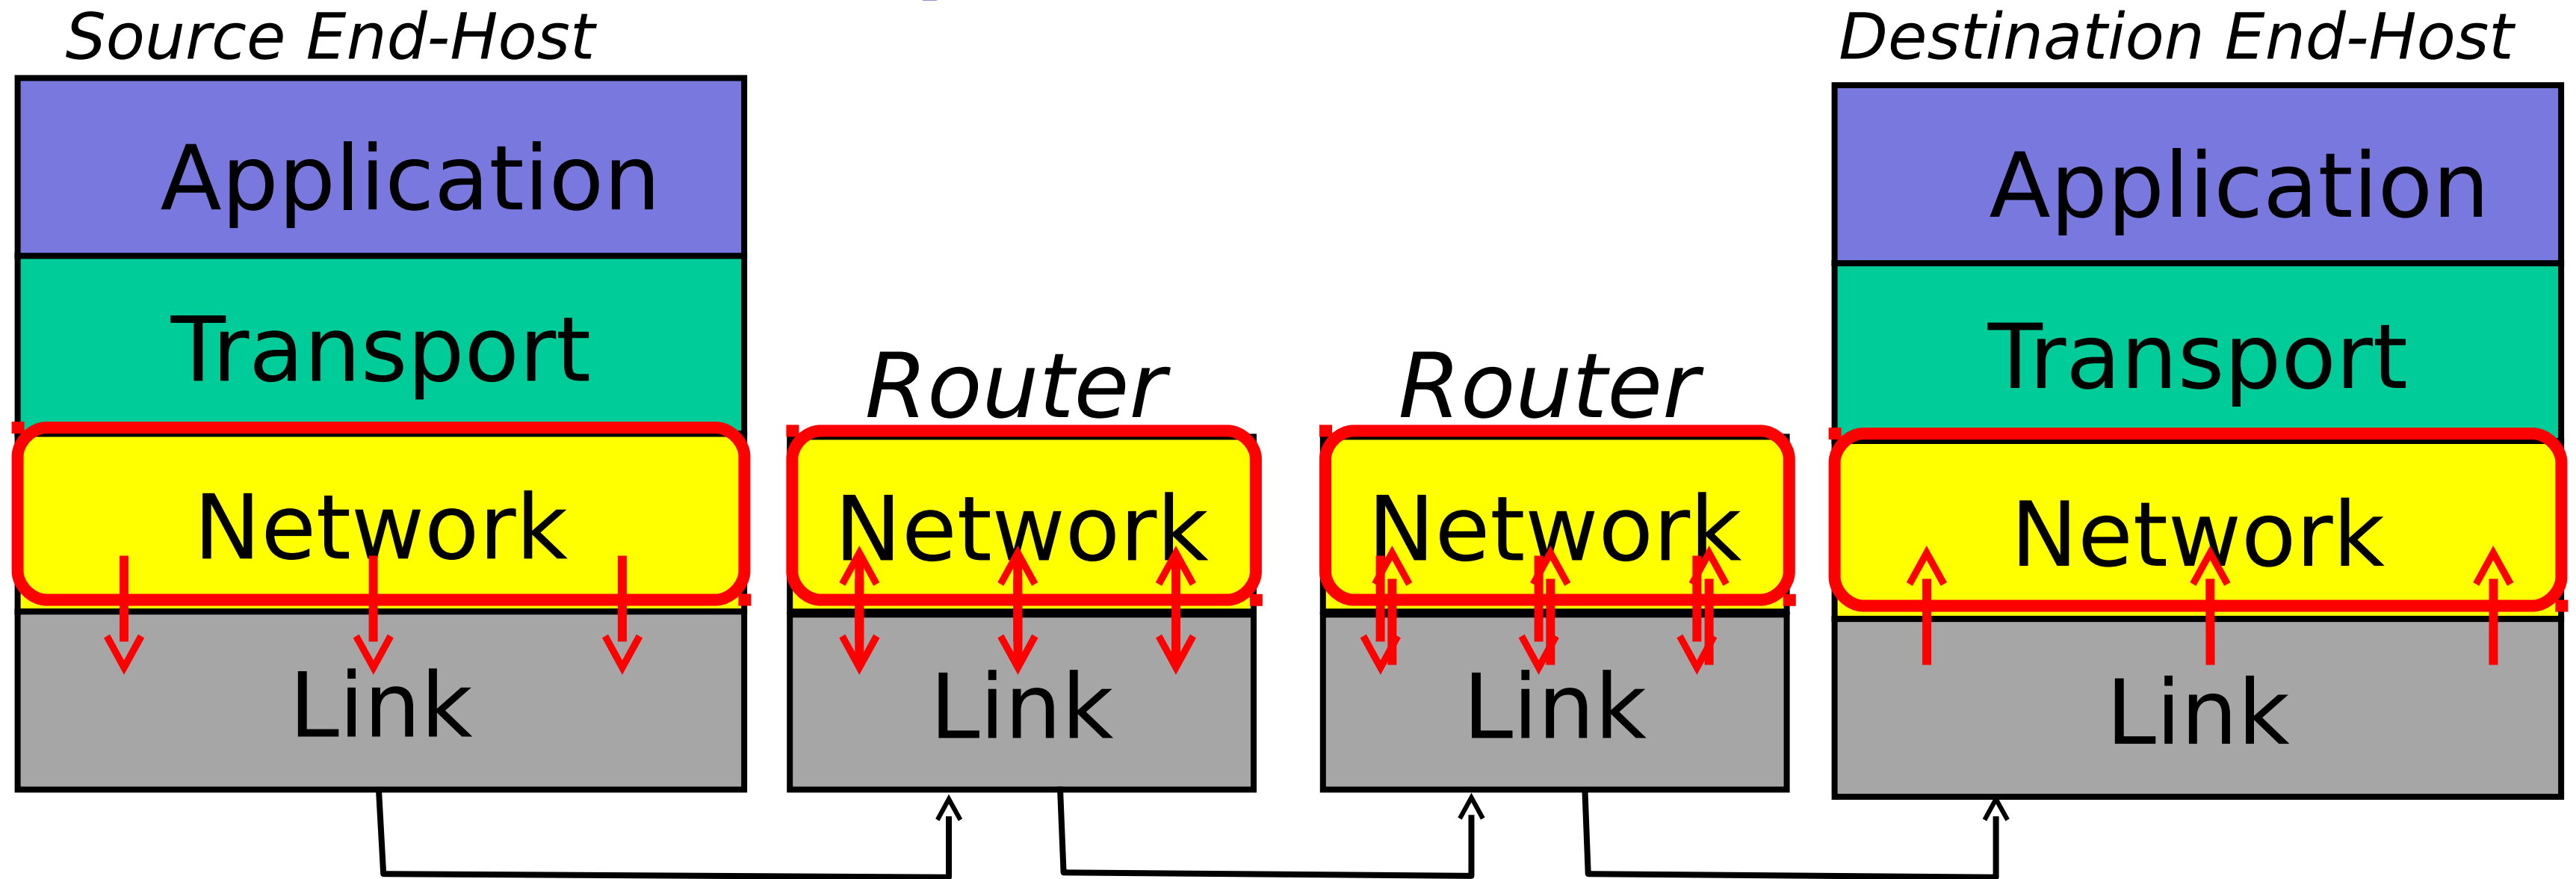 Source End-Host
Destination End-Host
Application
Application
Transport
Transport
Router
Router
Network
Network
Network
Network
Link
Link
Link
Link